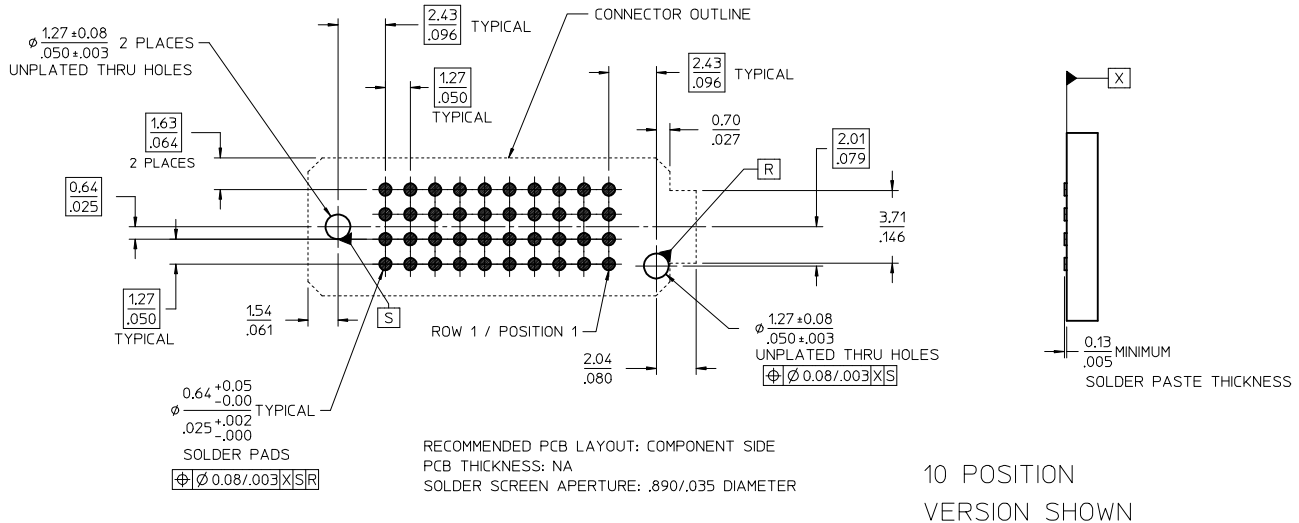 2.43
.096
TYPICAL
CONNECTOR OUTLINE
⌀ 1.27 ±0.08
.050 ±.003
2 PLACES
UNPLATED THRU HOLES
1.27
.050
TYPICAL
2.43
.096
TYPICAL
X
1.63
.064
2 PLACES
0.70
.027
2.01
.079
R
0.64
.025
3.71
.146
1.27
.050
TYPICAL
1.54
.061
S
ROW 1 / POSITION 1
2.04
.080
⌀ 1.27 ±0.08
.050 ±.003
UNPLATED THRU HOLES
⌖ ⌀ 0.08/.003 X S
0.13
.005
MINIMUM
SOLDER PASTE THICKNESS
⌀ 0.64 +0.05 -0.00
.025 +.002 -.000
TYPICAL
SOLDER PADS
⌖ ⌀ 0.08/.003 X S R
RECOMMENDED PCB LAYOUT: COMPONENT SIDE
PCB THICKNESS: NA
SOLDER SCREEN APERTURE: .890/.035 DIAMETER
10 POSITION
VERSION SHOWN